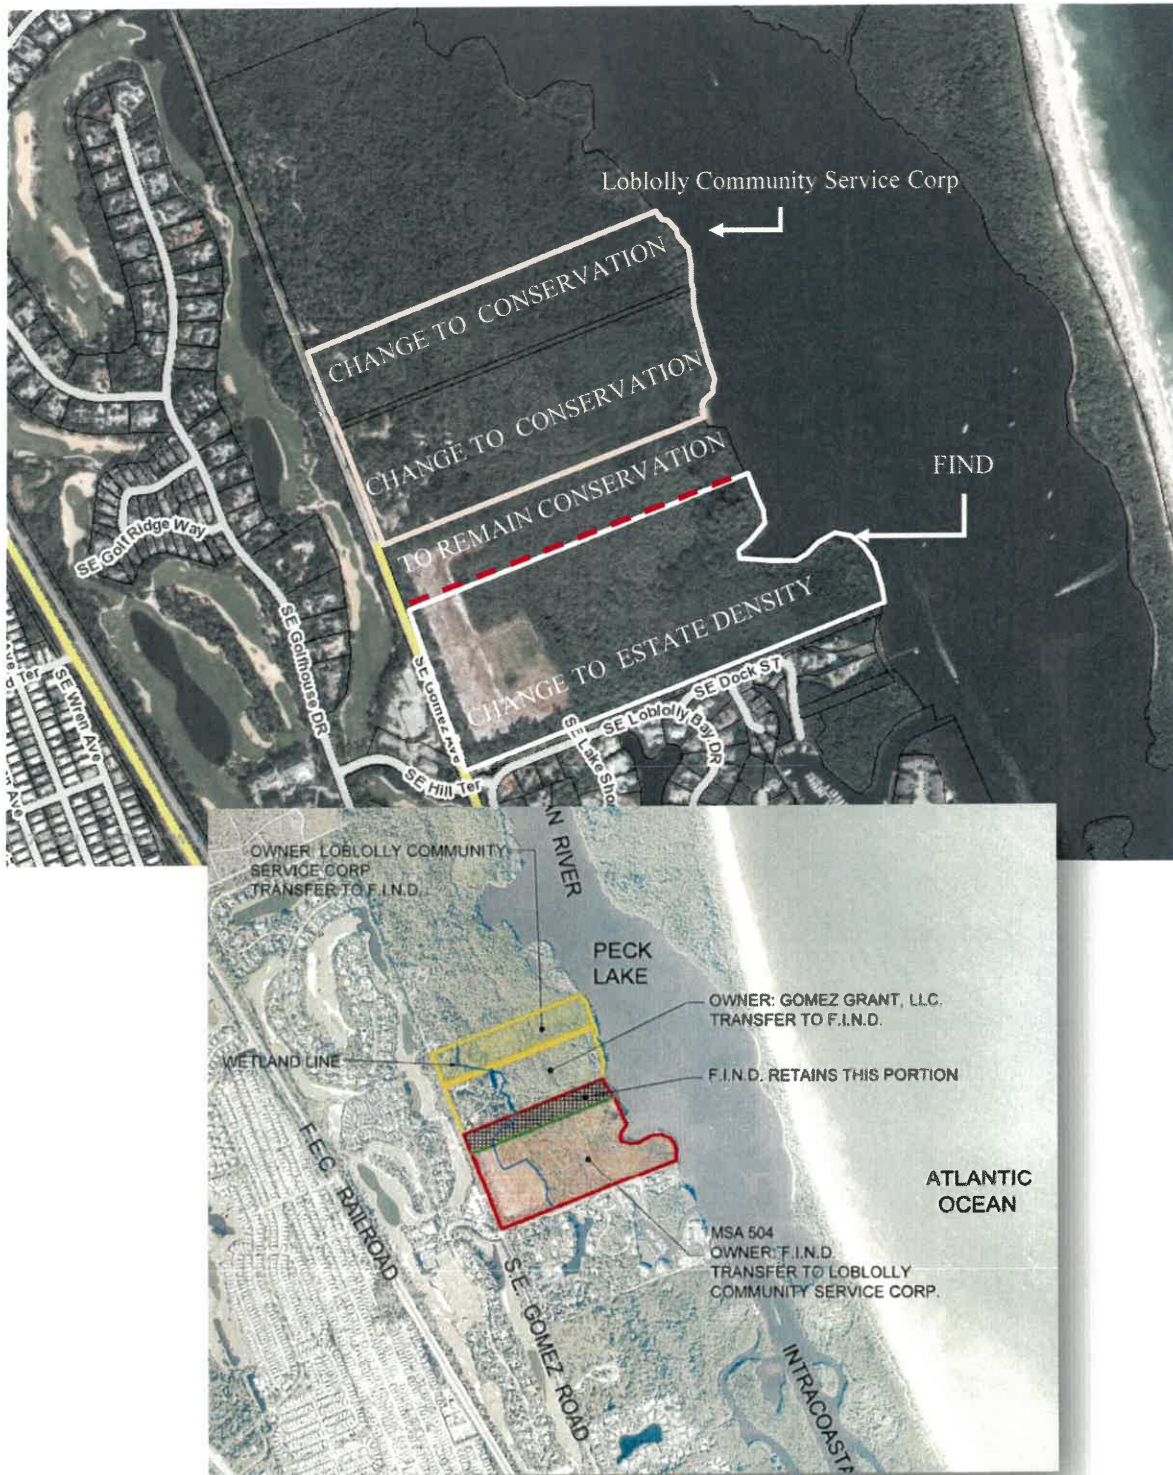 Loblolly Community Service Corp
CHANGE TO CONSERVATION
CHANGE TO CONSERVATION
TO REMAIN CONSERVATION
FIND
CHANGE TO ESTATE DENSITY
SE Golf Ridge Way
SE Golfhouse DR
SE Gomez Ave
SE Dock ST
SE Loblolly Bay DR
SE Hill Ter
SE Wren Ave
d Ter
OWNER: LOBLOLLY COMMUNITY
SERVICE CORP
TRANSFER TO F.I.N.D.
AN RIVER
PECK
LAKE
OWNER: GOMEZ GRANT, LLC.
TRANSFER TO F.I.N.D.
WETLAND LINE
F.I.N.D. RETAINS THIS PORTION
F.E.C. RAILROAD
ATLANTIC
OCEAN
MSA 504
OWNER: F.I.N.D.
TRANSFER TO LOBLOLLY
COMMUNITY SERVICE CORP.
S.E. GOMEZ ROAD
INTRACOASTA